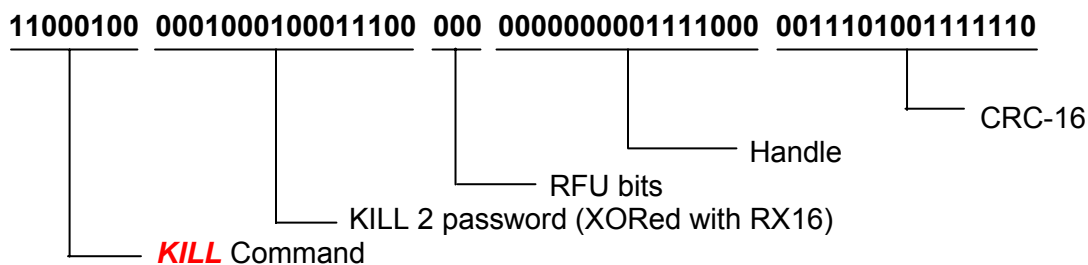 11000100 0001000100011100 000 0000000001111000 0011101001111110
CRC-16
Handle
RFU bits
KILL 2 password (XORed with RX16)
KILL Command